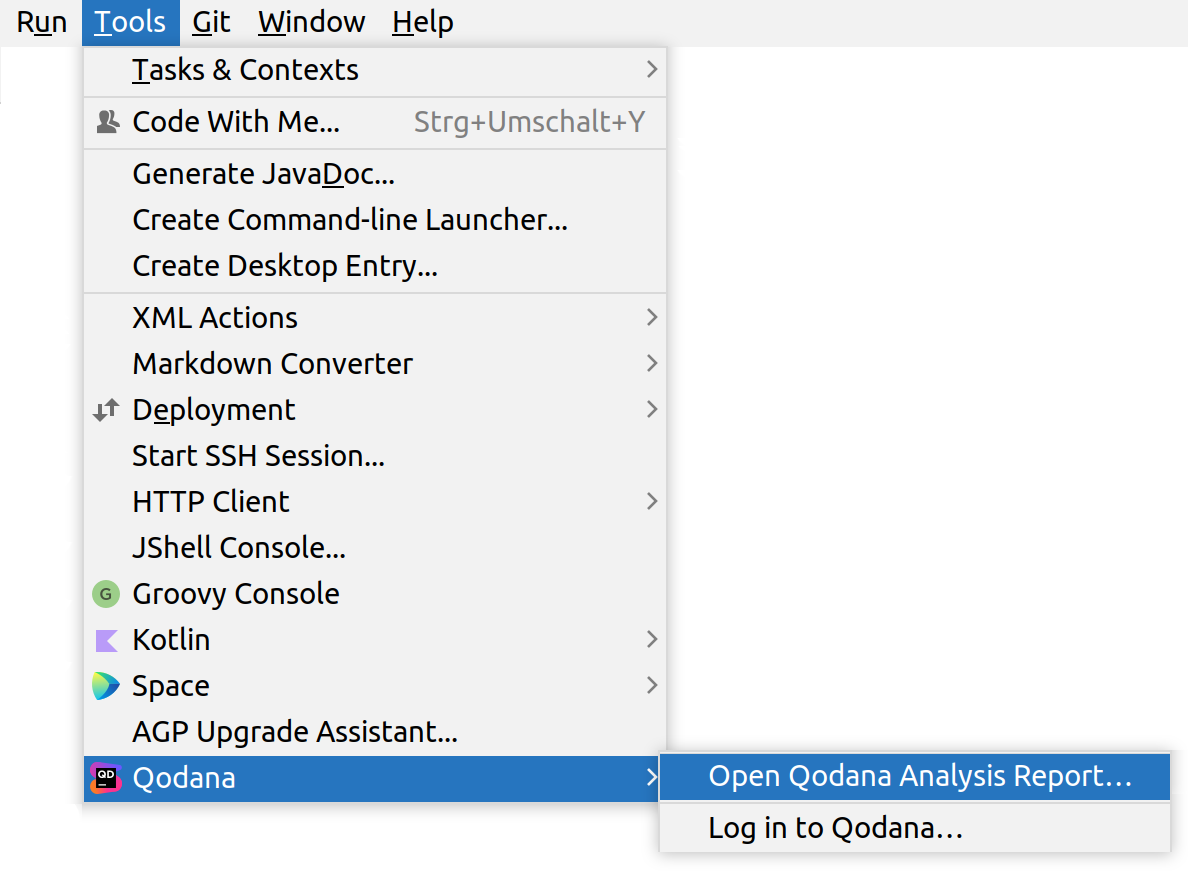 Run Tools Git Window Help
Tasks & Contexts
Code With Me... Strg+Umschalt+Y
Generate JavaDoc...
Create Command-line Launcher...
Create Desktop Entry...
XML Actions
Markdown Converter
Deployment
Start SSH Session...
HTTP Client
JShell Console...
G Groovy Console
Kotlin
Space
AGP Upgrade Assistant...
QD Qodana
Open Qodana Analysis Report...
Log in to Qodana...